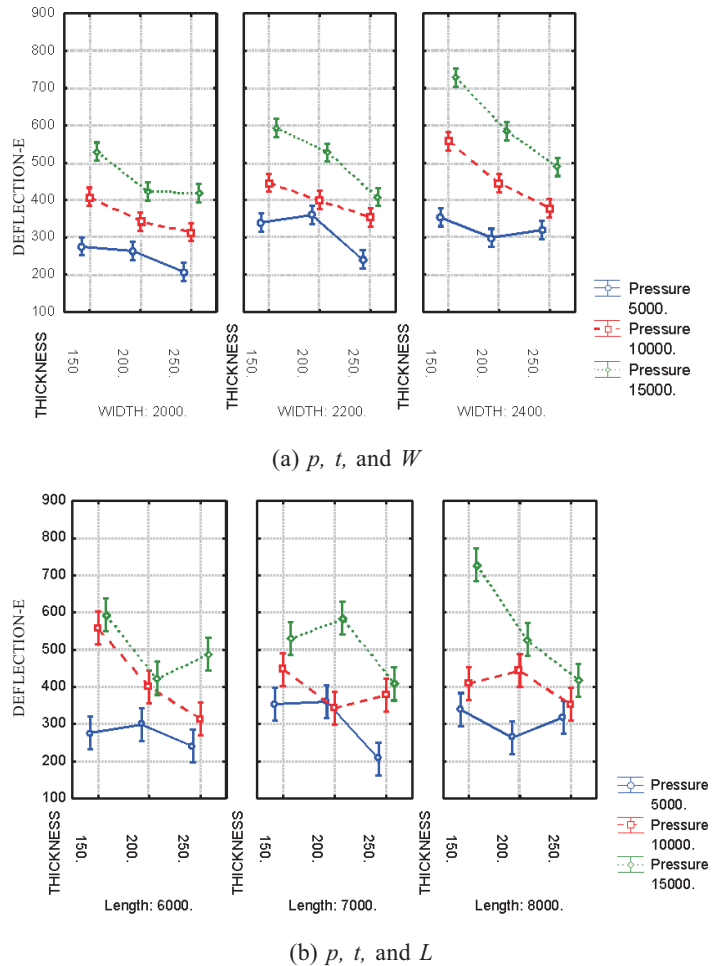 900
800
700
600
500
400
300
200
100
DEFLECTION-E
THICKNESS
150.
200.
250.
WIDTH: 2000.
THICKNESS
150.
200.
250.
WIDTH: 2200.
THICKNESS
150.
200.
250.
WIDTH: 2400.
Pressure
5000.
Pressure
10000.
Pressure
15000.
(a) p, t, and W
900
800
700
600
500
400
300
200
100
DEFLECTION-E
THICKNESS
150.
200.
250.
Length: 6000.
THICKNESS
150.
200.
250.
Length: 7000.
THICKNESS
150.
200.
250.
Length: 8000.
Pressure
5000.
Pressure
10000.
Pressure
15000.
(b) p, t, and L